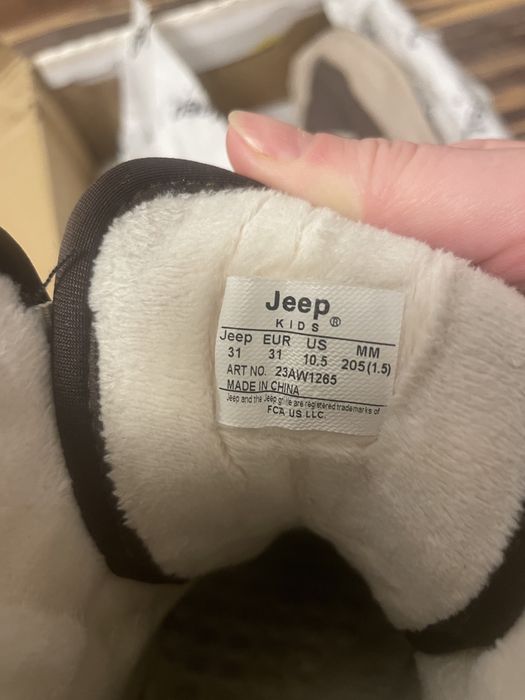 Jeep®
KIDS
Jeep EUR US MM
31 31 10.5 205(1.5)
ART NO. 23AW1265
MADE IN CHINA
Jeep and the Jeep grille are registered trademarks of
FCA US LLC.